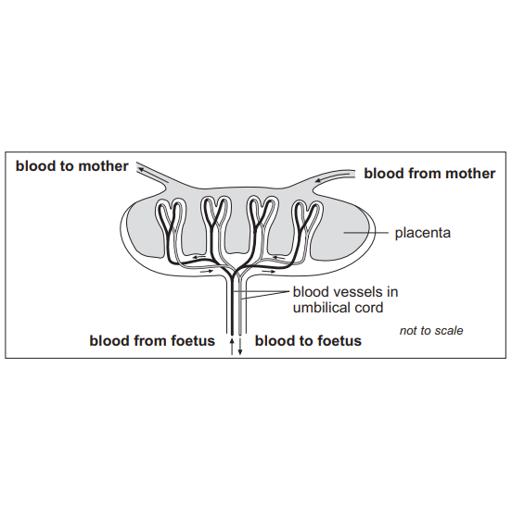 blood to mother
blood from mother
placenta
blood vessels in
umbilical cord
not to scale
blood from foetus
blood to foetus